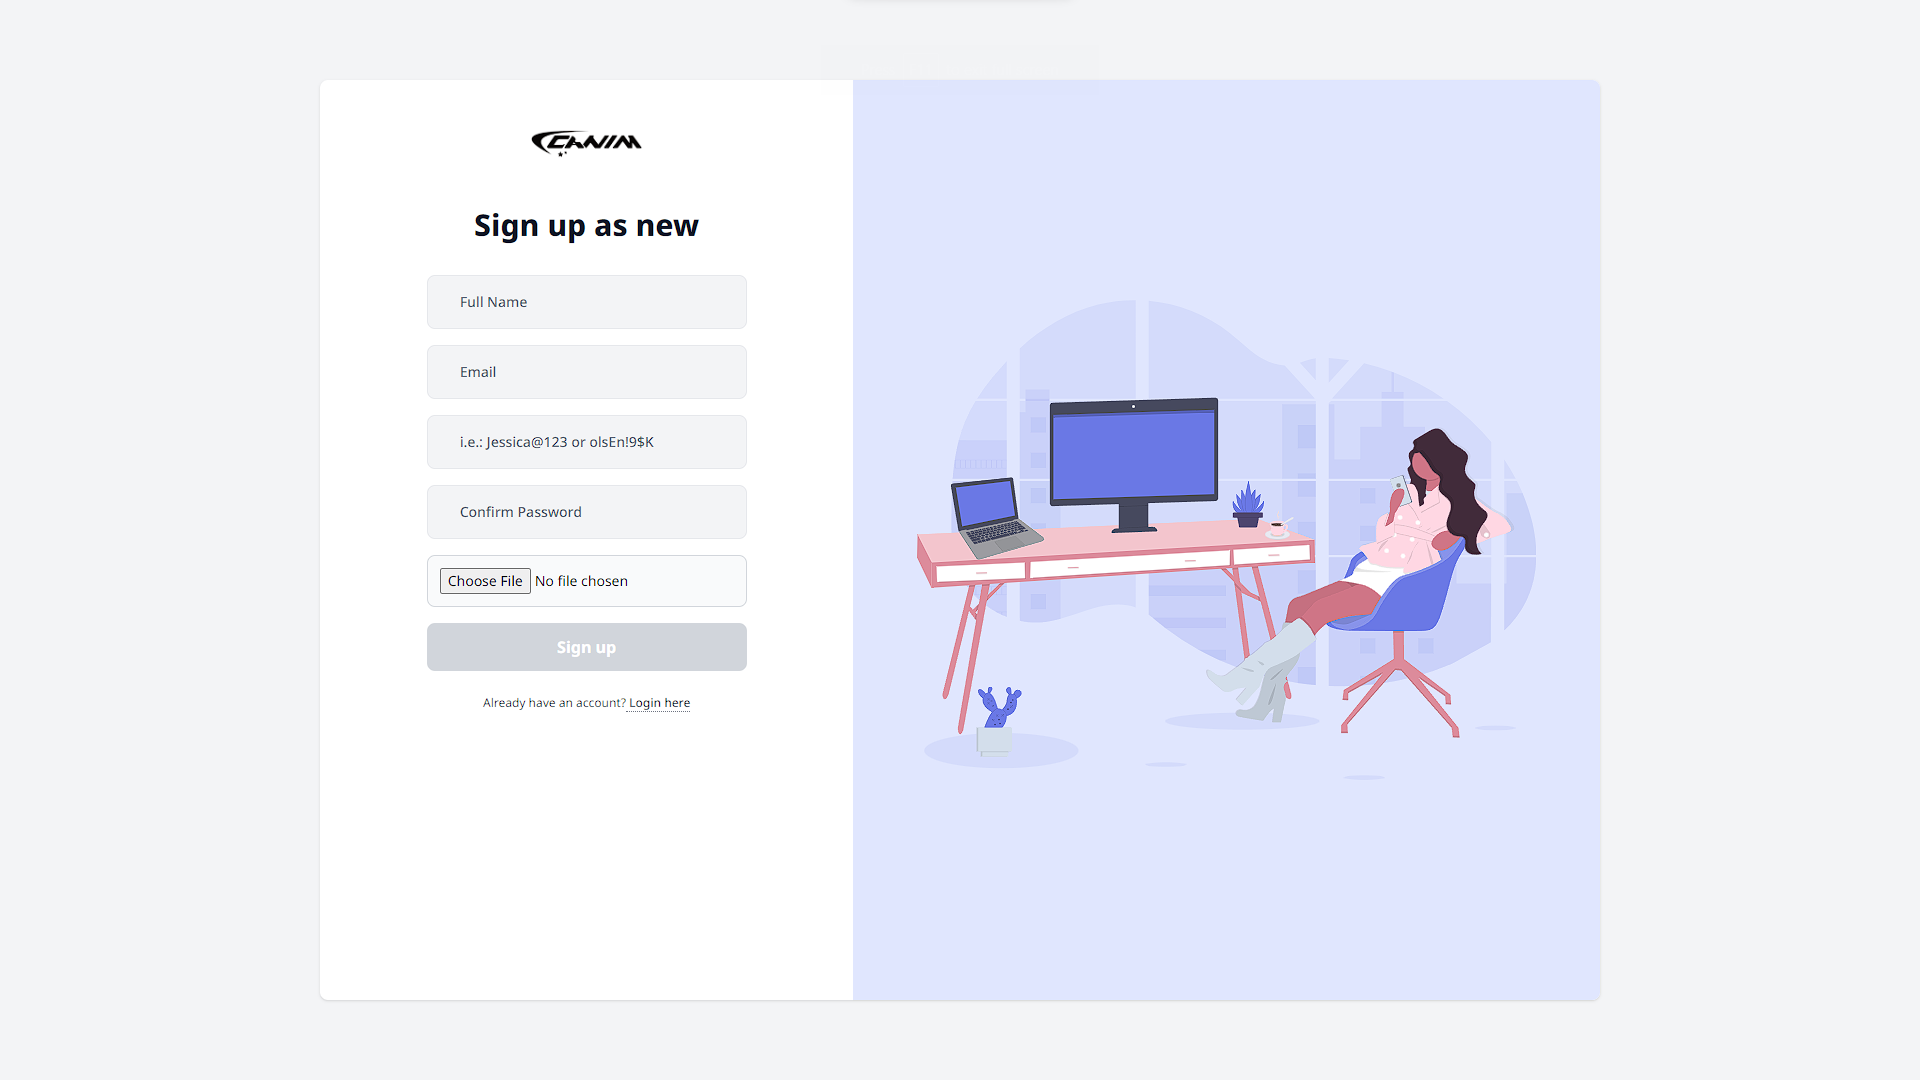 CANIM
Sign up as new
Full Name
Email
i.e.: Jessica@123 or olsEn!9$K
Confirm Password
Choose File No file chosen
Sign up
Already have an account? Login here